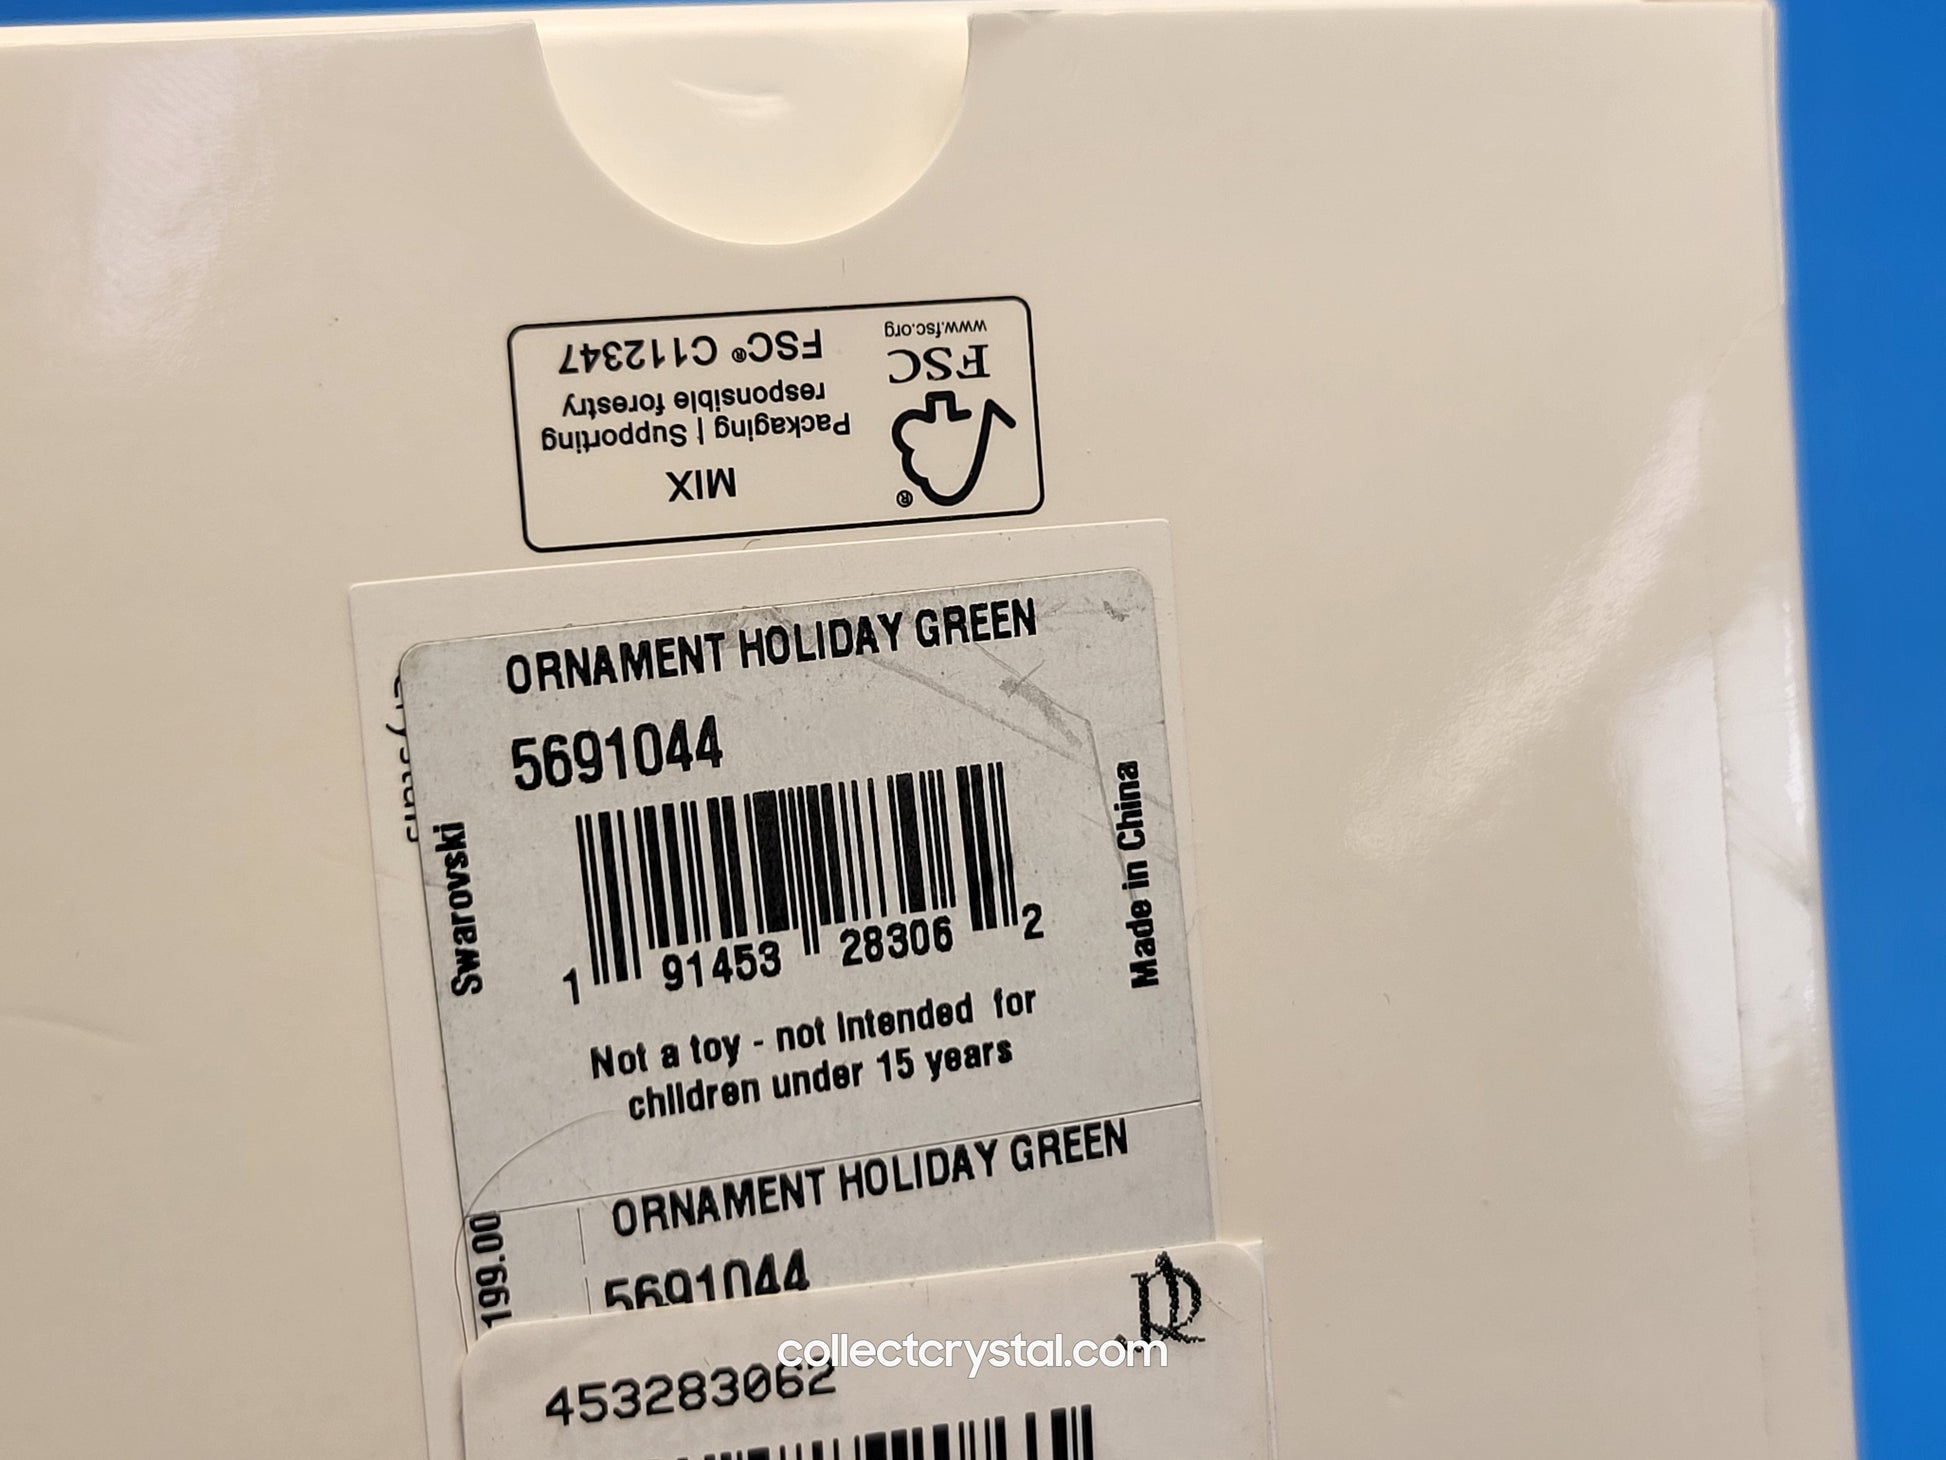 MIX
Packaging | Supporting
responsible forestry
FSC® C112347
®
FSC
www.fsc.org
ORNAMENT HOLIDAY GREEN
5691044
Swarovski
1 91453 28306 2
Made in China
Not a toy - not intended for
children under 15 years
199.00
ORNAMENT HOLIDAY GREEN
5691044
collectcrystal.com
453283062